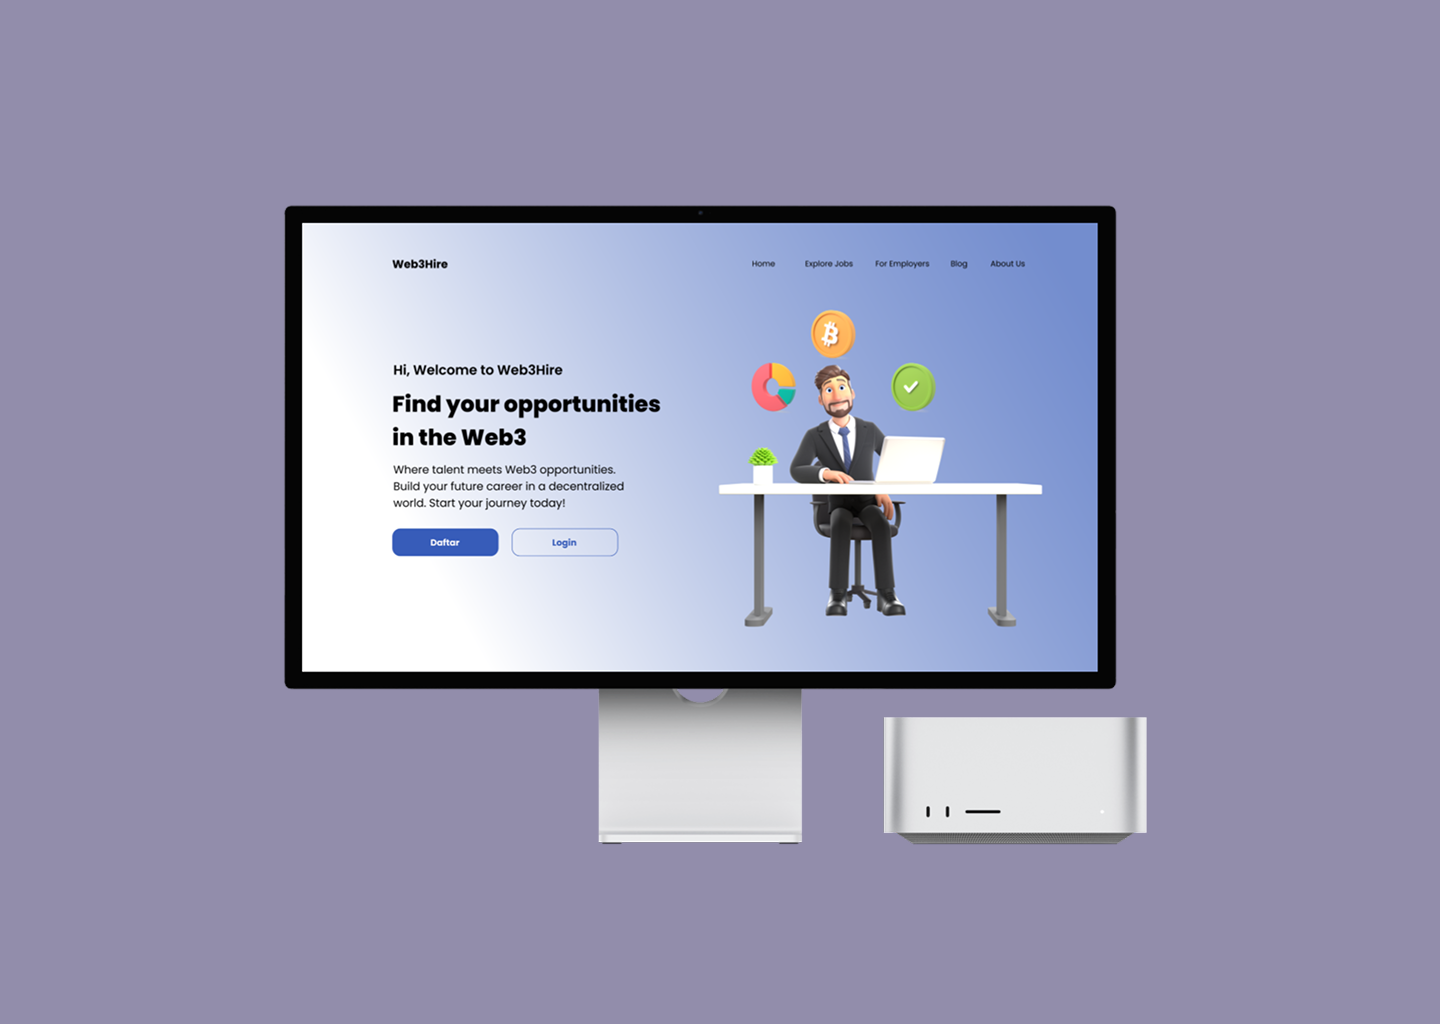 Web3Hire
Home Explore Jobs For Employers Blog About Us
Hi, Welcome to Web3Hire
Find your opportunities
in the Web3
Where talent meets Web3 opportunities.
Build your future career in a decentralized
world. Start your journey today!
Daftar Login